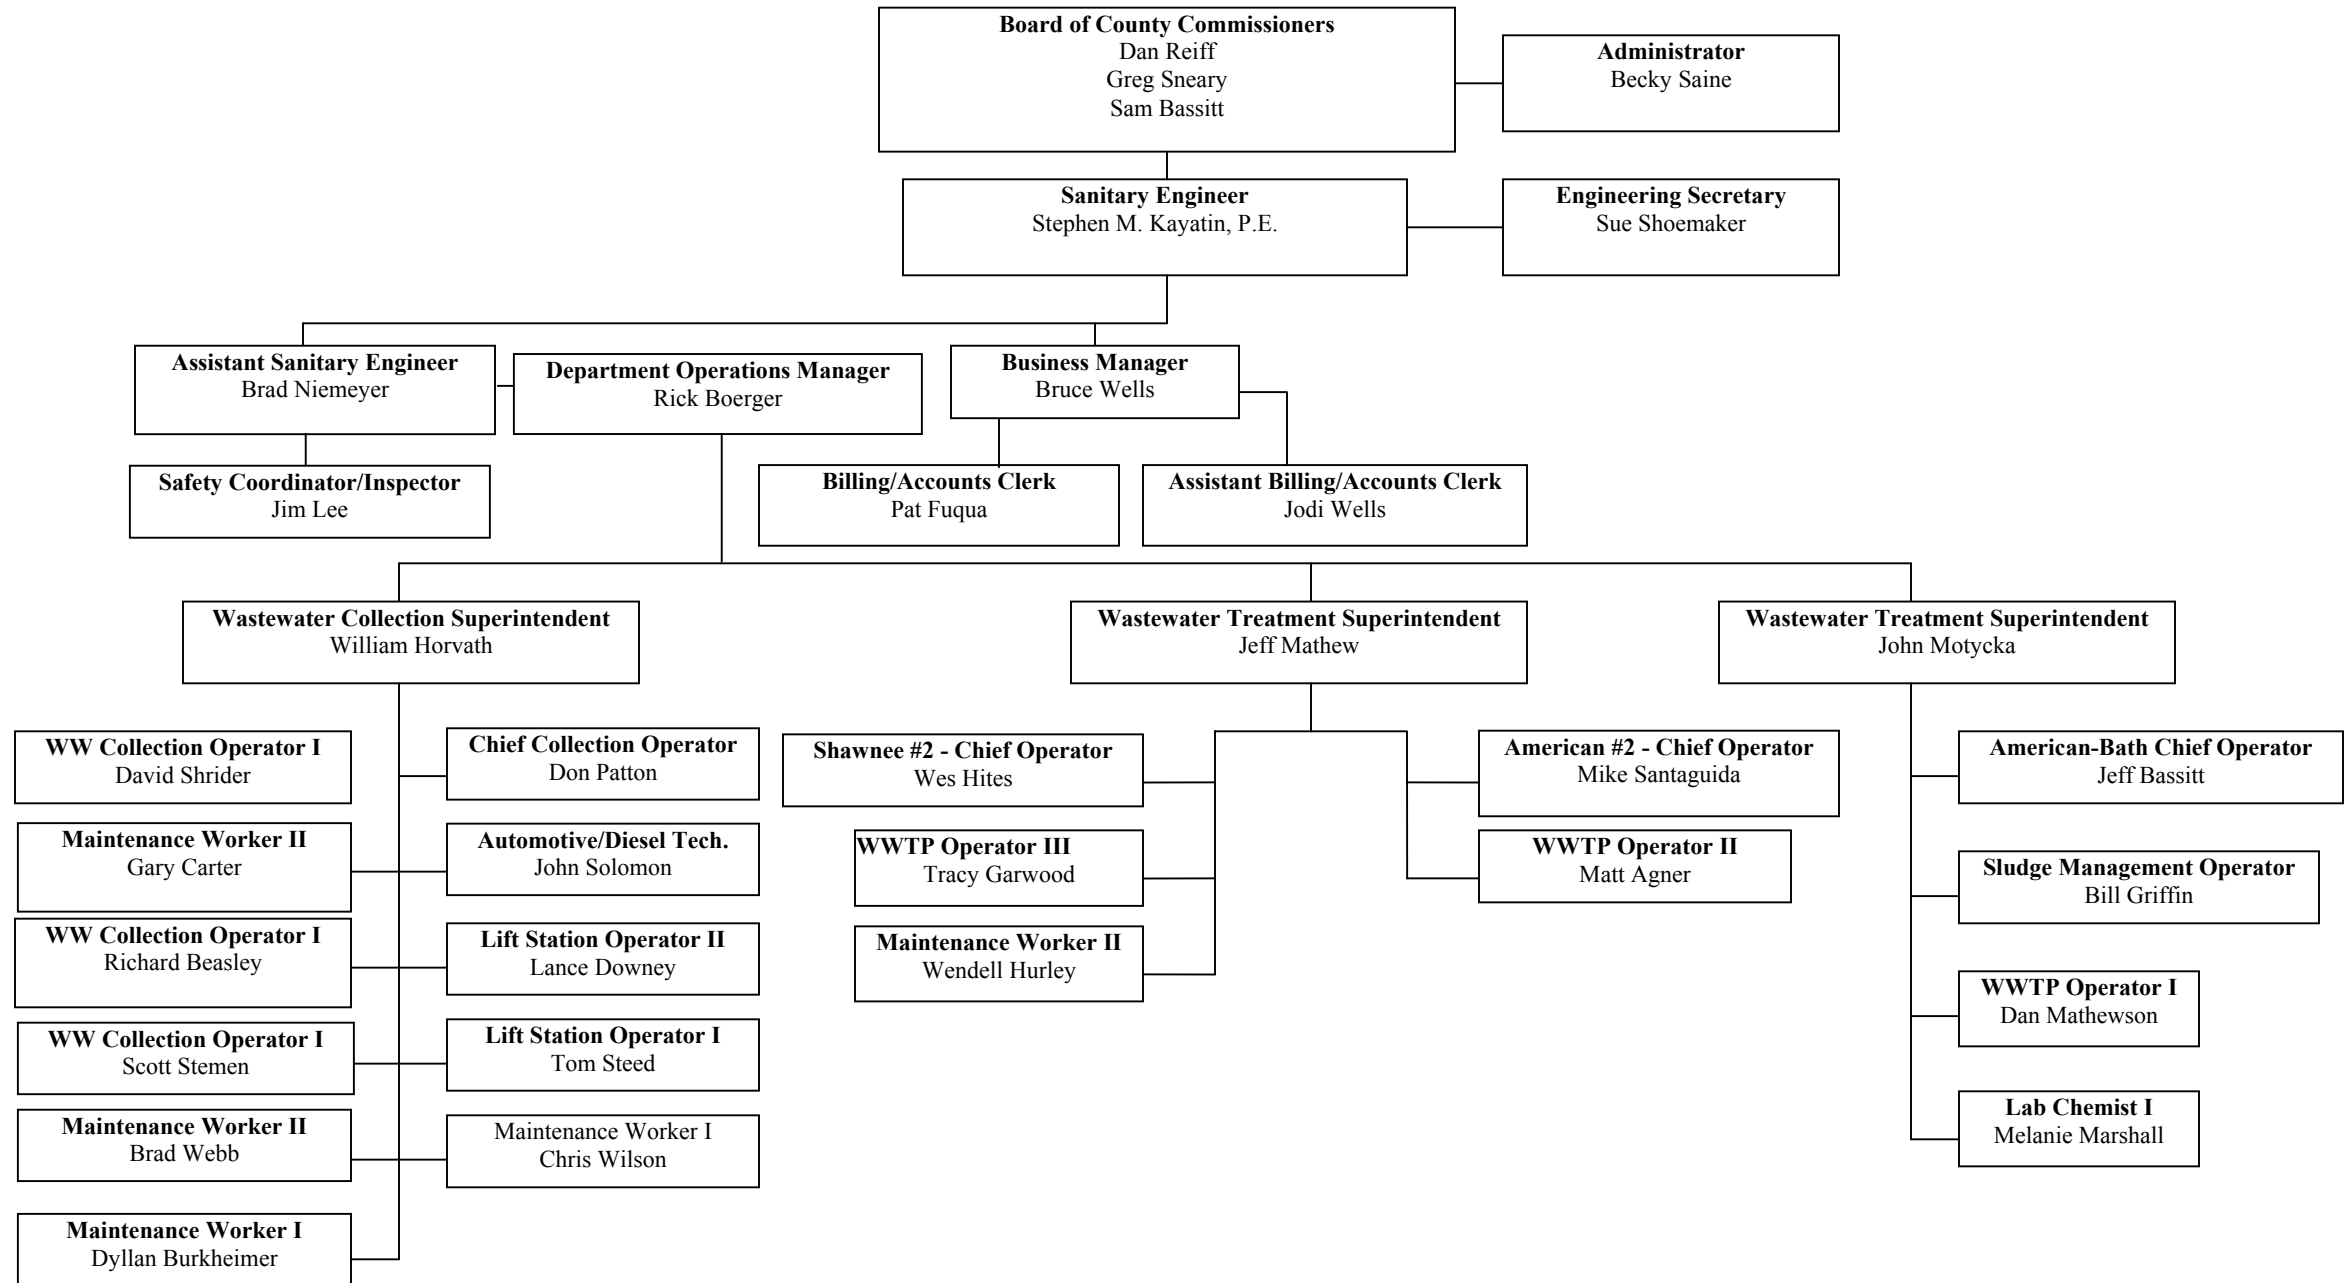 Board of County Commissioners
Dan Reiff
Greg Sneary
Sam Bassitt
Administrator
Becky Saine
Sanitary Engineer
Stephen M. Kayatin, P.E.
Engineering Secretary
Sue Shoemaker
Assistant Sanitary Engineer
Brad Niemeyer
Department Operations Manager
Rick Boerger
Business Manager
Bruce Wells
Safety Coordinator/Inspector
Jim Lee
Billing/Accounts Clerk
Pat Fuqua
Assistant Billing/Accounts Clerk
Jodi Wells
Wastewater Collection Superintendent
William Horvath
Wastewater Treatment Superintendent
Jeff Mathew
Wastewater Treatment Superintendent
John Motycka
WW Collection Operator I
David Shrider
Chief Collection Operator
Don Patton
Maintenance Worker II
Gary Carter
Automotive/Diesel Tech.
John Solomon
WW Collection Operator I
Richard Beasley
Lift Station Operator II
Lance Downey
WW Collection Operator I
Scott Stemen
Lift Station Operator I
Tom Steed
Maintenance Worker II
Brad Webb
Maintenance Worker I
Chris Wilson
Maintenance Worker I
Dyllan Burkheimer
Shawnee #2 - Chief Operator
Wes Hites
American #2 - Chief Operator
Mike Santaguida
WWTP Operator III
Tracy Garwood
WWTP Operator II
Matt Agner
Maintenance Worker II
Wendell Hurley
American-Bath Chief Operator
Jeff Bassitt
Sludge Management Operator
Bill Griffin
WWTP Operator I
Dan Mathewson
Lab Chemist I
Melanie Marshall